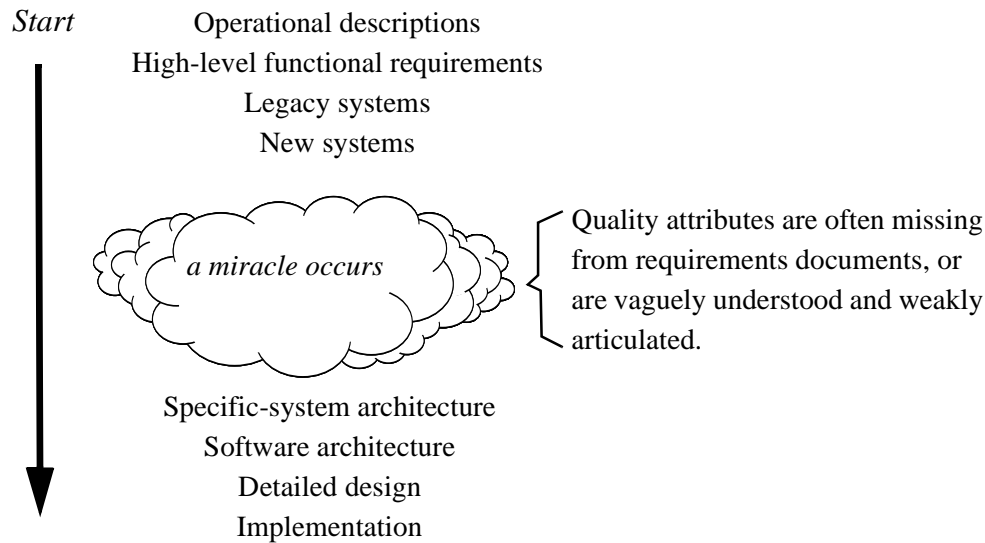 Start
Operational descriptions
High-level functional requirements
Legacy systems
New systems
a miracle occurs
Quality attributes are often missing
from requirements documents, or
are vaguely understood and weakly
articulated.
Specific-system architecture
Software architecture
Detailed design
Implementation